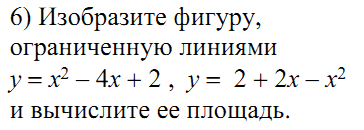 6) Изобразите фигуру,
ограниченную линиями
y = x² – 4x + 2 , y = 2 + 2x – x²
и вычислите ее площадь.